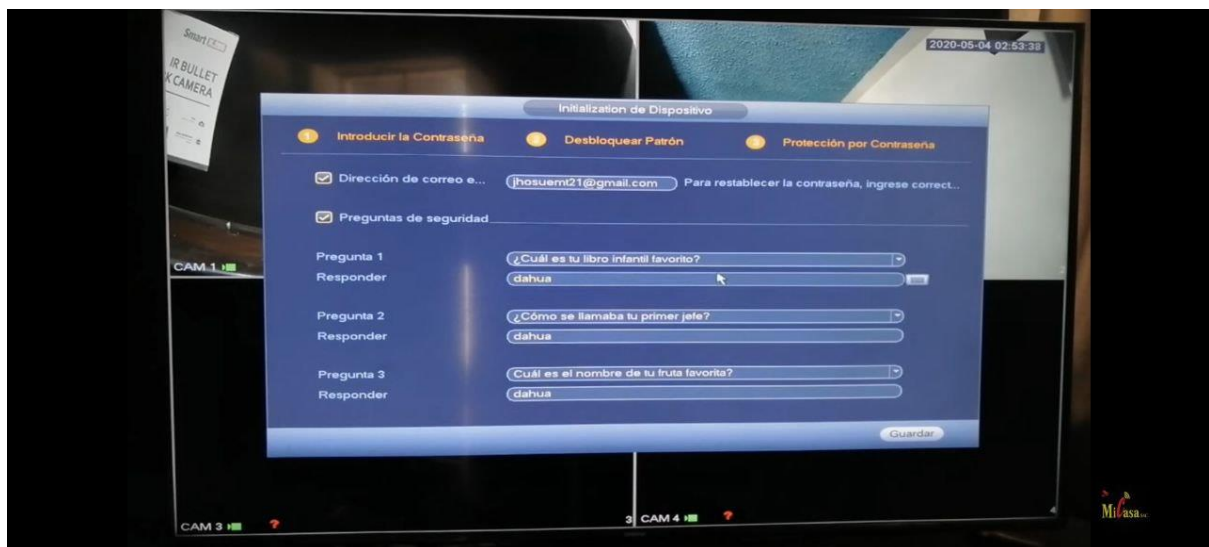 Smart
IR BULLET
K CAMERA
2020-05-04 02:53:38
Initialization de Dispositivo
1 Introducir la Contraseña 2 Desbloquear Patrón 3 Protección por Contraseña
Dirección de correo e... jhosuemt21@gmail.com Para restablecer la contraseña, ingrese correct...
Preguntas de seguridad
Pregunta 1 ¿Cuál es tu libro infantil favorito?
Responder dahua
Pregunta 2 ¿Cómo se llamaba tu primer jefe?
Responder dahua
Pregunta 3 Cuál es el nombre de tu fruta favorita?
Responder dahua
Guardar
CAM 1
2
CAM 3 ? 3 CAM 4 ? 4
MiCasa